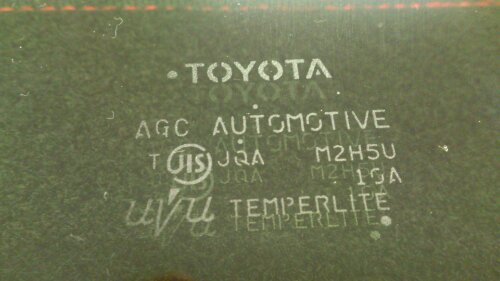 TOYOTA
AGC AUTOMOTIVE
T JIS JQA M2H5U
19A
uVu TEMPERLITE